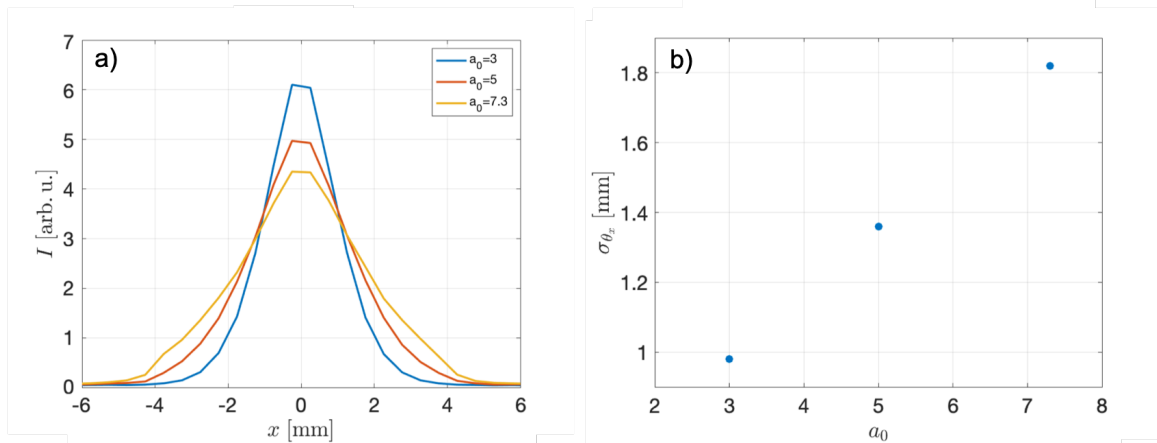 a)
7
6
5
4
3
2
1
0
I [arb. u.]
-6 -4 -2 0 2 4 6
x [mm]
a0=3
a0=5
a0=7.3
b)
1.8
1.6
1.4
1.2
1
σθx [mm]
2 3 4 5 6 7 8
a0